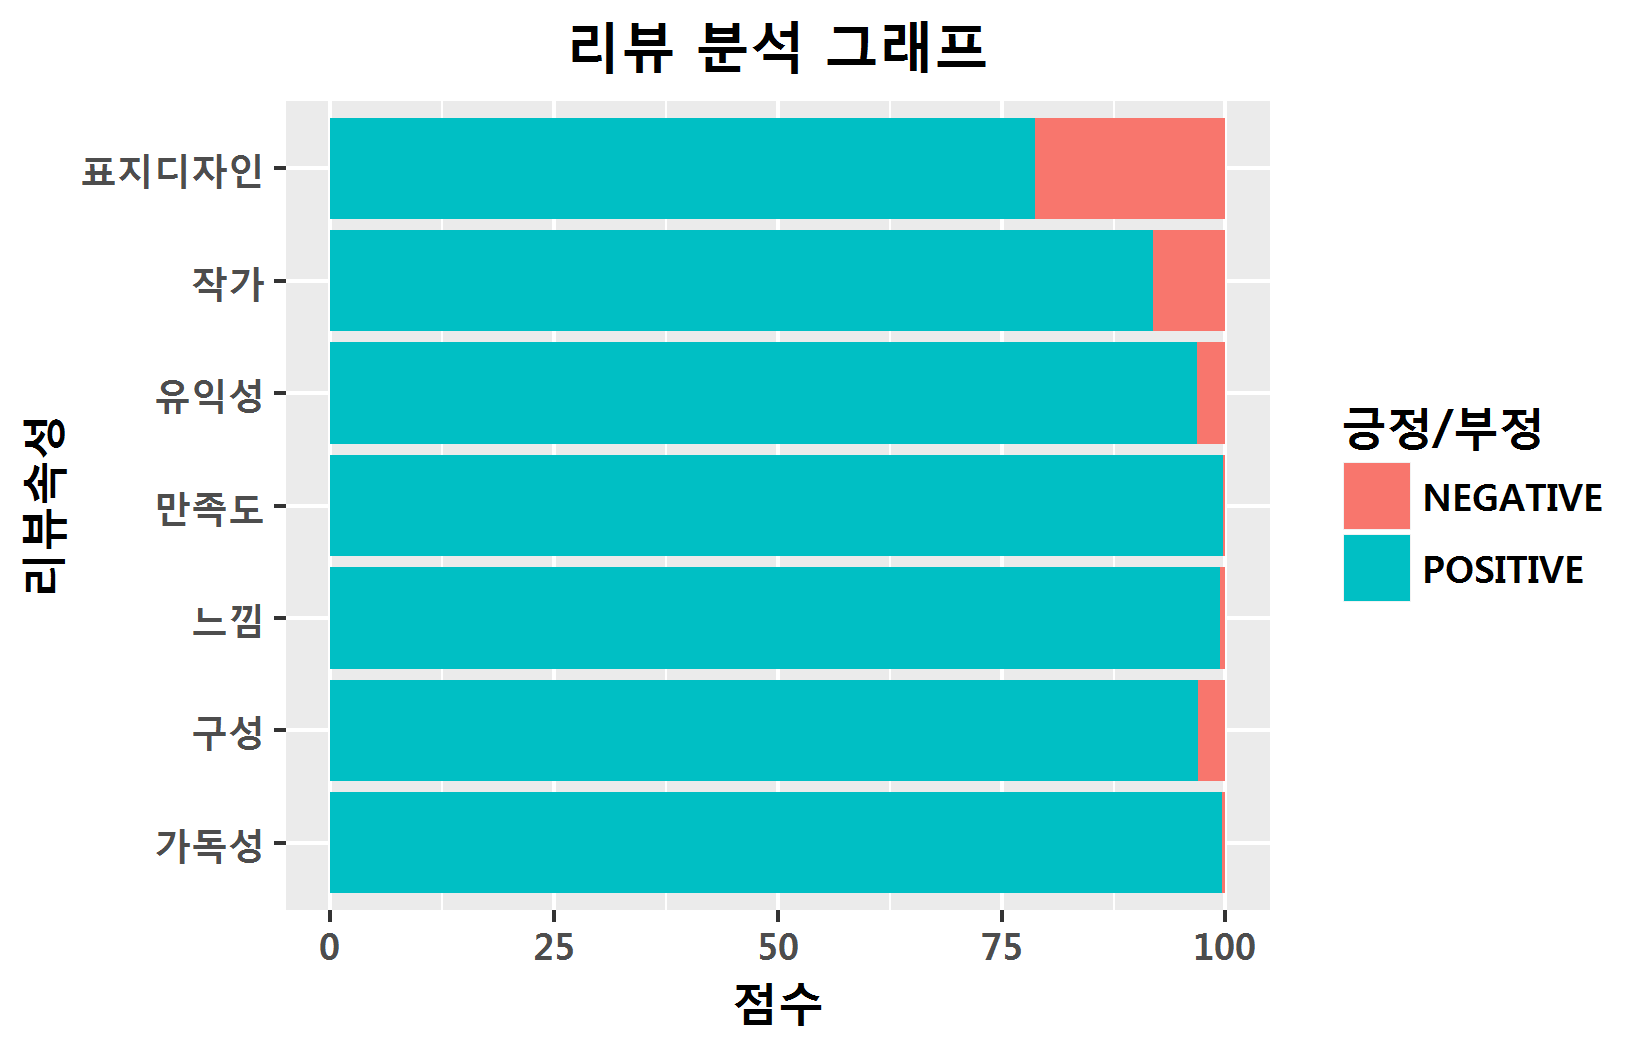 리뷰 분석 그래프
표지디자인
작가
유익성
만족도
느낌
구성
가독성
리뷰속성
0 25 50 75 100
점수
긍정/부정
NEGATIVE
POSITIVE